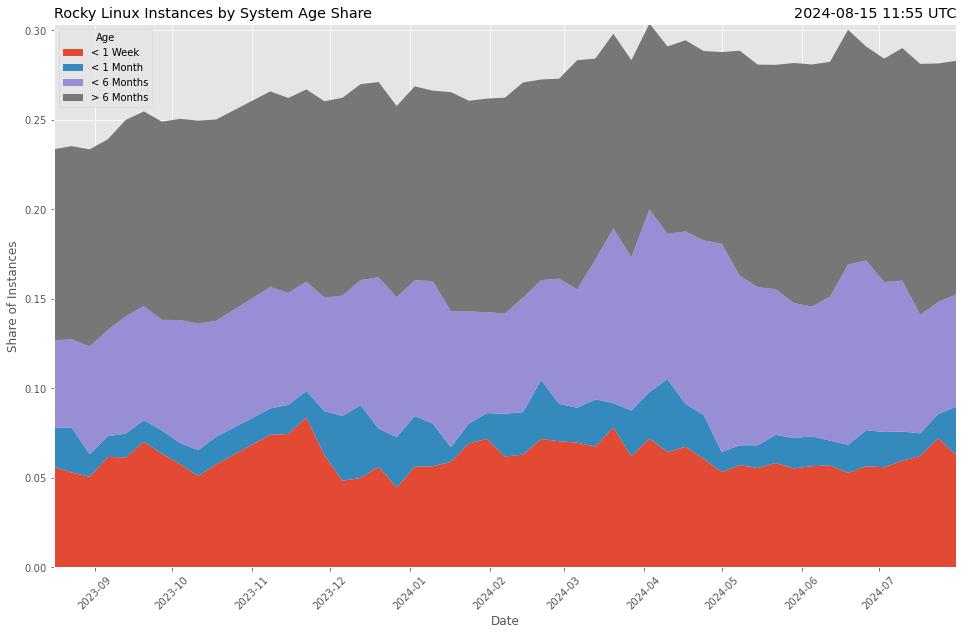 Rocky Linux Instances by System Age Share
2024-08-15 11:55 UTC
Age
< 1 Week
< 1 Month
< 6 Months
> 6 Months
Share of Instances
0.30
0.25
0.20
0.15
0.10
0.05
0.00
2023-09
2023-10
2023-11
2023-12
2024-01
2024-02
2024-03
2024-04
2024-05
2024-06
2024-07
Date